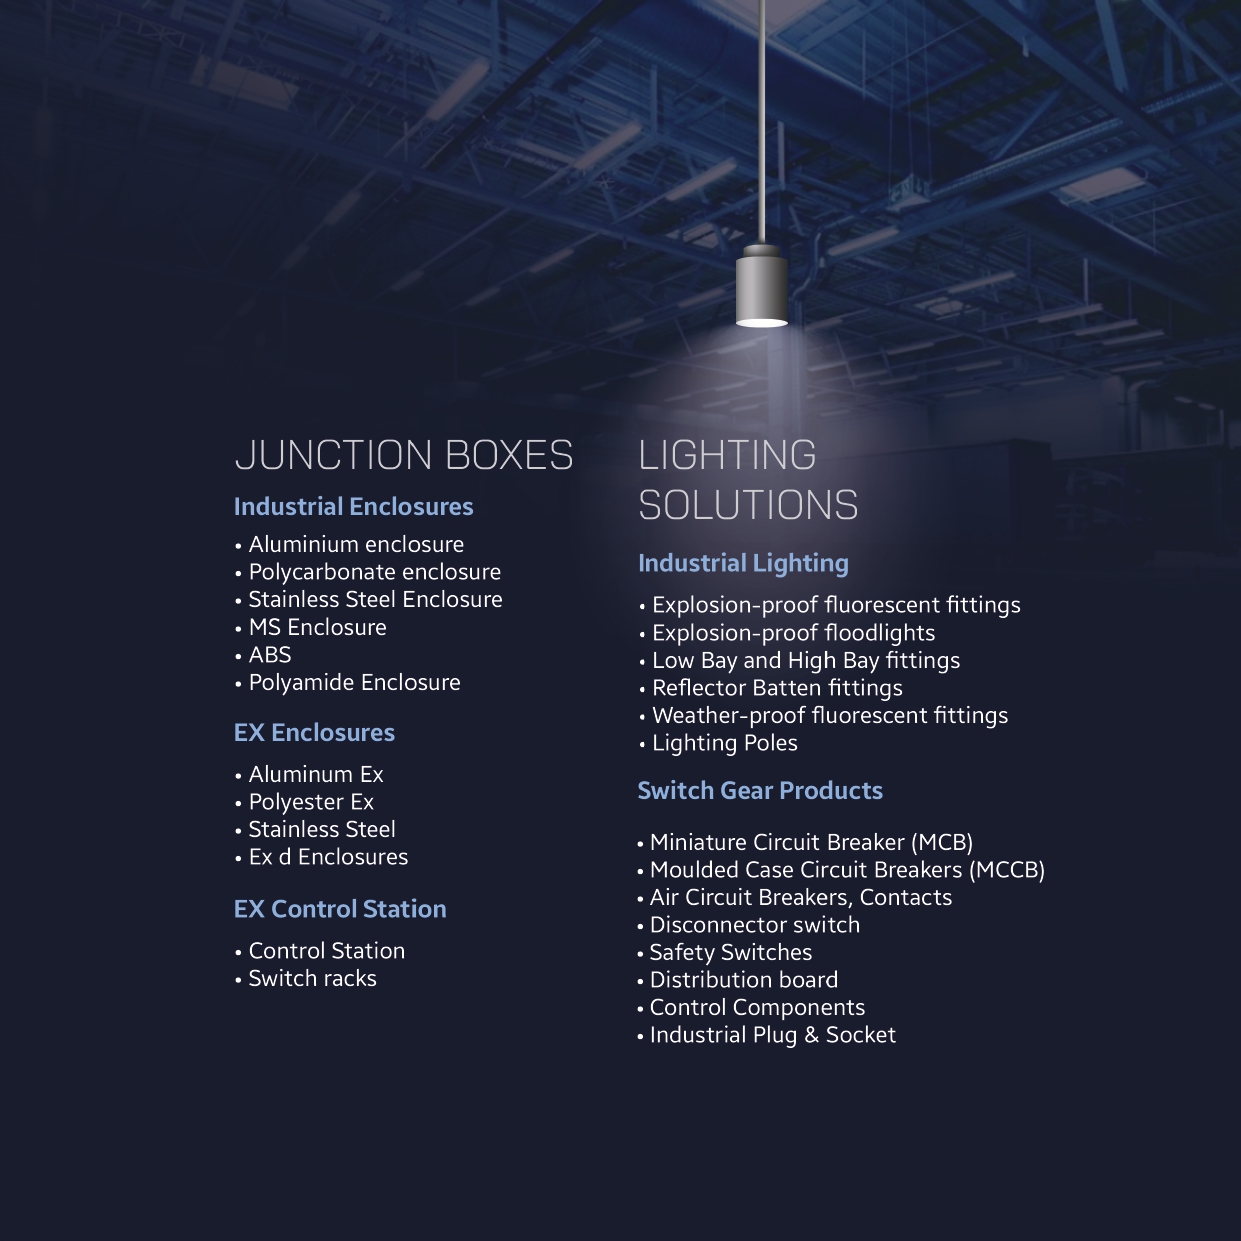 JUNCTION BOXES
Industrial Enclosures
• Aluminium enclosure
• Polycarbonate enclosure
• Stainless Steel Enclosure
• MS Enclosure
• ABS
• Polyamide Enclosure
EX Enclosures
• Aluminum Ex
• Polyester Ex
• Stainless Steel
• Ex d Enclosures
EX Control Station
• Control Station
• Switch racks
LIGHTING
SOLUTIONS
Industrial Lighting
• Explosion-proof fluorescent fittings
• Explosion-proof floodlights
• Low Bay and High Bay fittings
• Reflector Batten fittings
• Weather-proof fluorescent fittings
• Lighting Poles
Switch Gear Products
• Miniature Circuit Breaker (MCB)
• Moulded Case Circuit Breakers (MCCB)
• Air Circuit Breakers, Contacts
• Disconnector switch
• Safety Switches
• Distribution board
• Control Components
• Industrial Plug & Socket